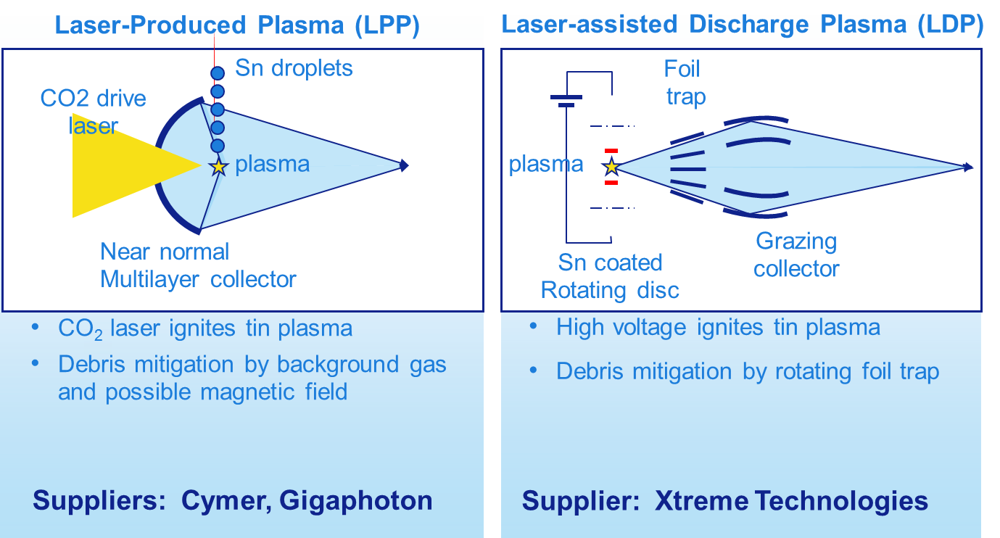 Laser-Produced Plasma (LPP)
Sn droplets
CO2 drive
laser
plasma
Near normal
Multilayer collector
• CO₂ laser ignites tin plasma
• Debris mitigation by background gas
and possible magnetic field
Suppliers: Cymer, Gigaphoton
Laser-assisted Discharge Plasma (LDP)
Foil
trap
plasma
Grazing
collector
Sn coated
Rotating disc
• High voltage ignites tin plasma
• Debris mitigation by rotating foil trap
Supplier: Xtreme Technologies